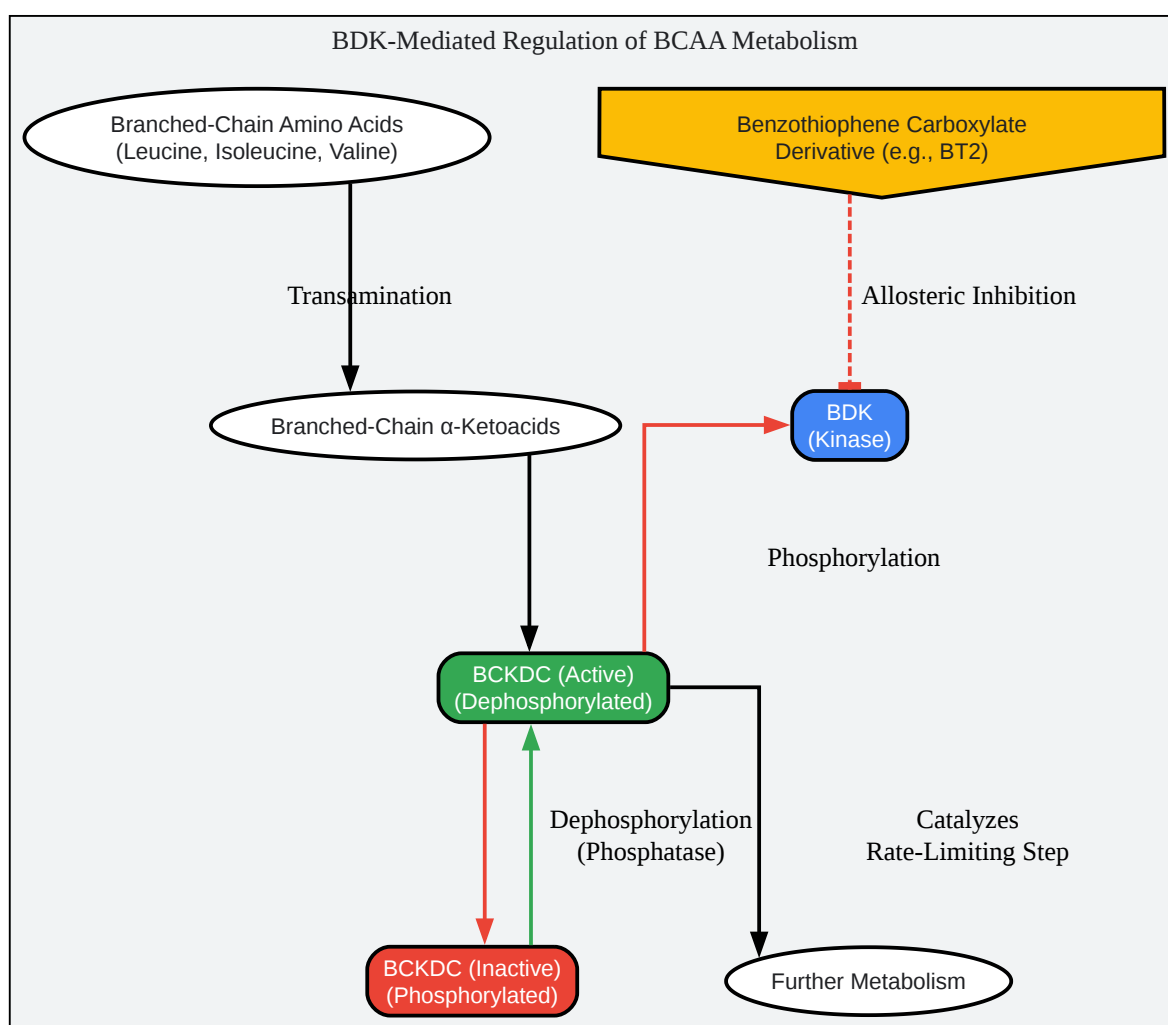 BDK-Mediated Regulation of BCAA Metabolism
Branched-Chain Amino Acids
(Leucine, Isoleucine, Valine)
Benzothiophene Carboxylate
Derivative (e.g., BT2)
Transamination
Allosteric Inhibition
Branched-Chain α-Ketoacids
BDK
(Kinase)
Phosphorylation
BCKDC (Active)
(Dephosphorylated)
Dephosphorylation
(Phosphatase)
Catalyzes
Rate-Limiting Step
BCKDC (Inactive)
(Phosphorylated)
Further Metabolism